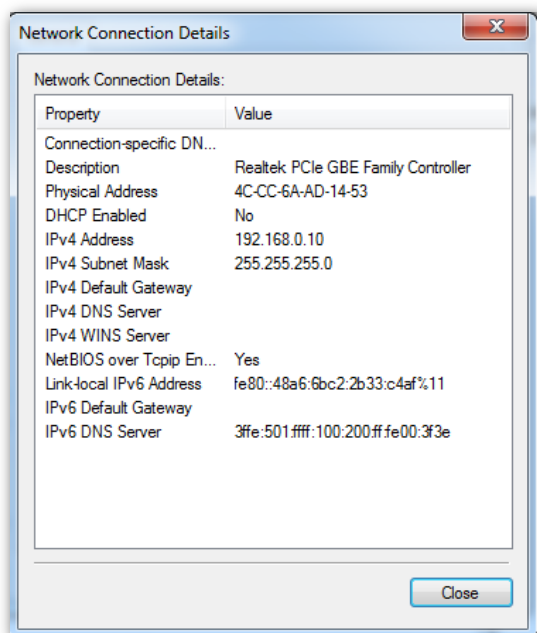 Network Connection Details
Network Connection Details:
Property Value
Connection-specific DN...
Description Realtek PCIe GBE Family Controller
Physical Address 4C-CC-6A-AD-14-53
DHCP Enabled No
IPv4 Address 192.168.0.10
IPv4 Subnet Mask 255.255.255.0
IPv4 Default Gateway
IPv4 DNS Server
IPv4 WINS Server
NetBIOS over Tcpip En... Yes
Link-local IPv6 Address fe80::48a6:6bc2:2b33:c4af%11
IPv6 Default Gateway
IPv6 DNS Server 3ffe:501:ffff:100:200:ff:fe00:3f3e
Close